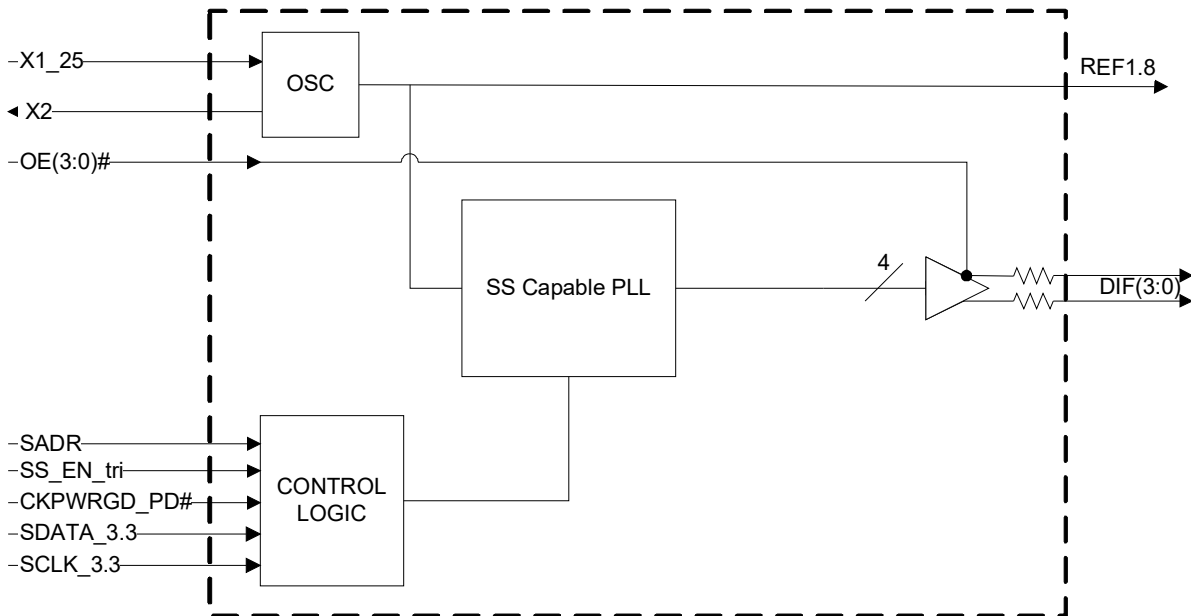 X1_25
OSC
REF1.8
X2
OE(3:0)#
4
SS Capable PLL
DIF(3:0)
SADR
SS_EN_tri
CKPWRGD_PD#
SDATA_3.3
SCLK_3.3
CONTROL
LOGIC